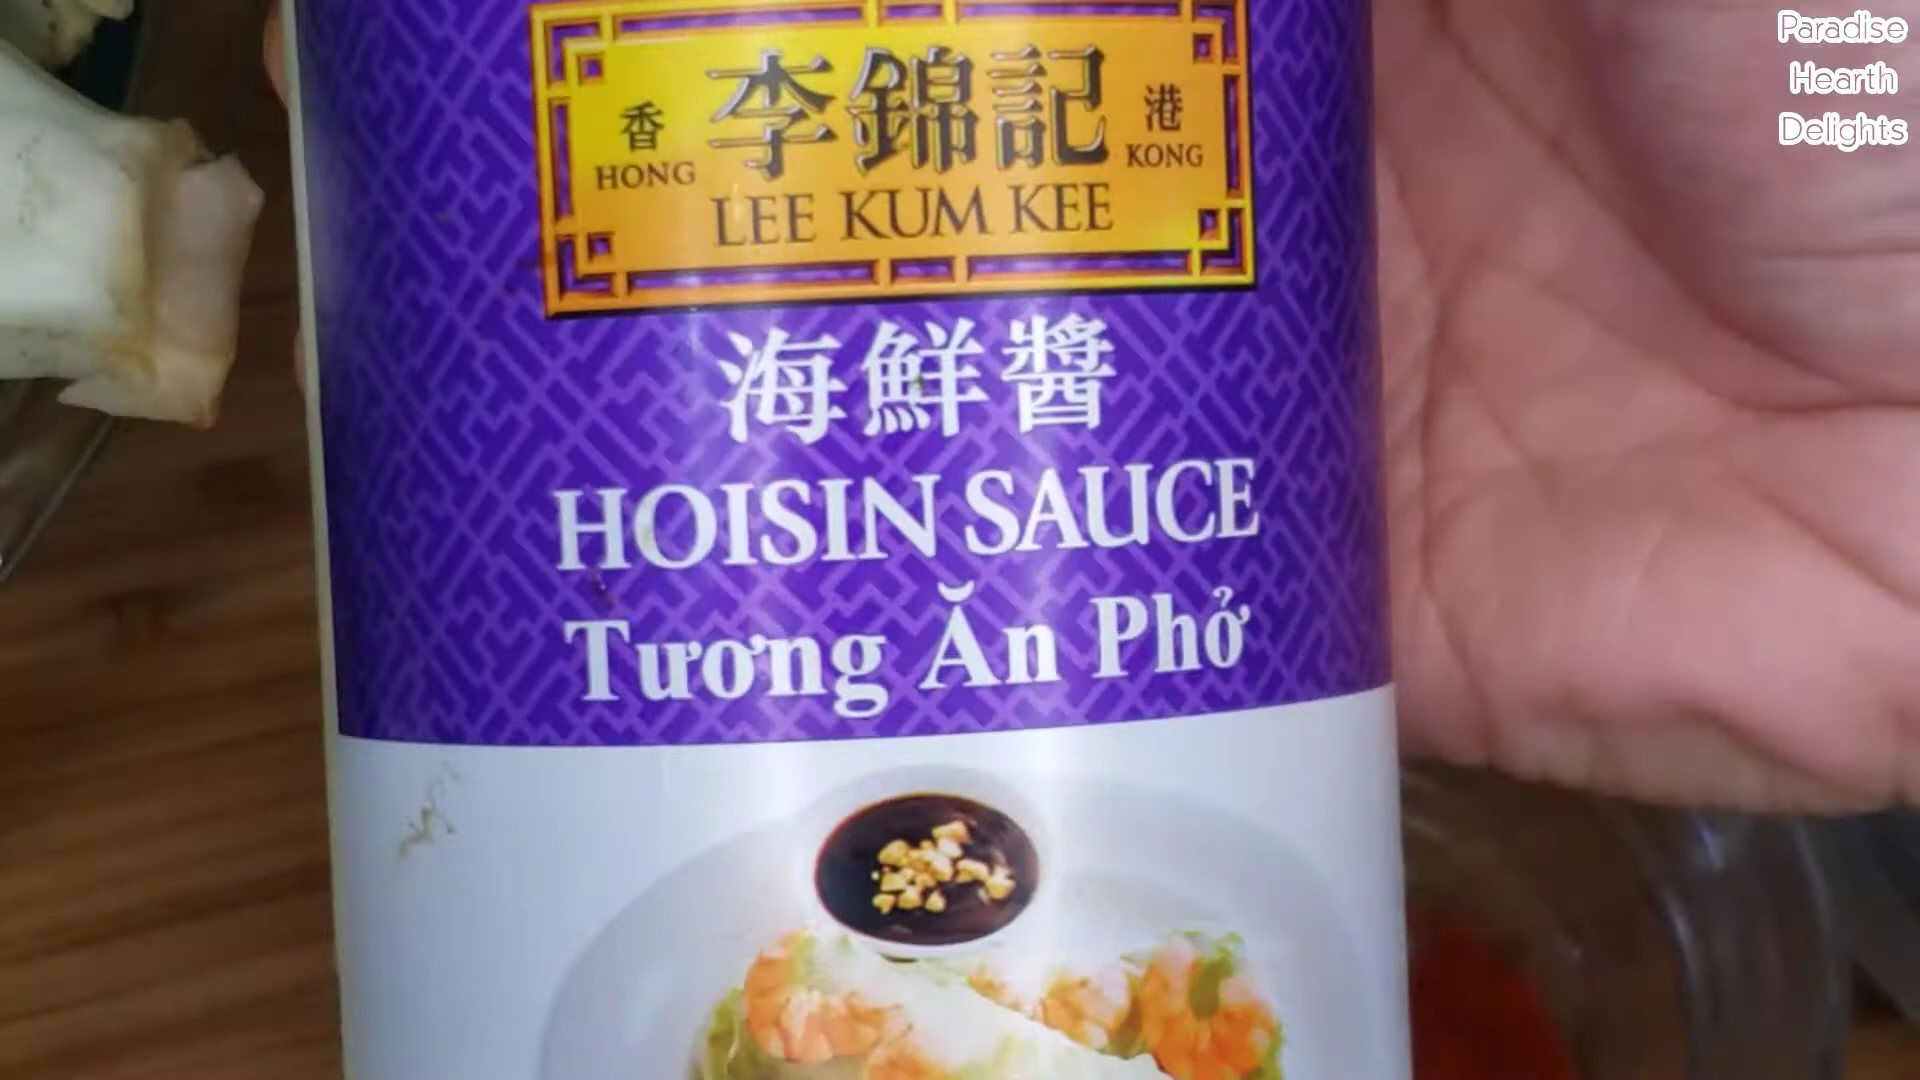 李錦記
香 港
HONG KONG
LEE KUM KEE
海鮮醬
HOISIN SAUCE
Tương Ăn Phở
Paradise
Hearth
Delights